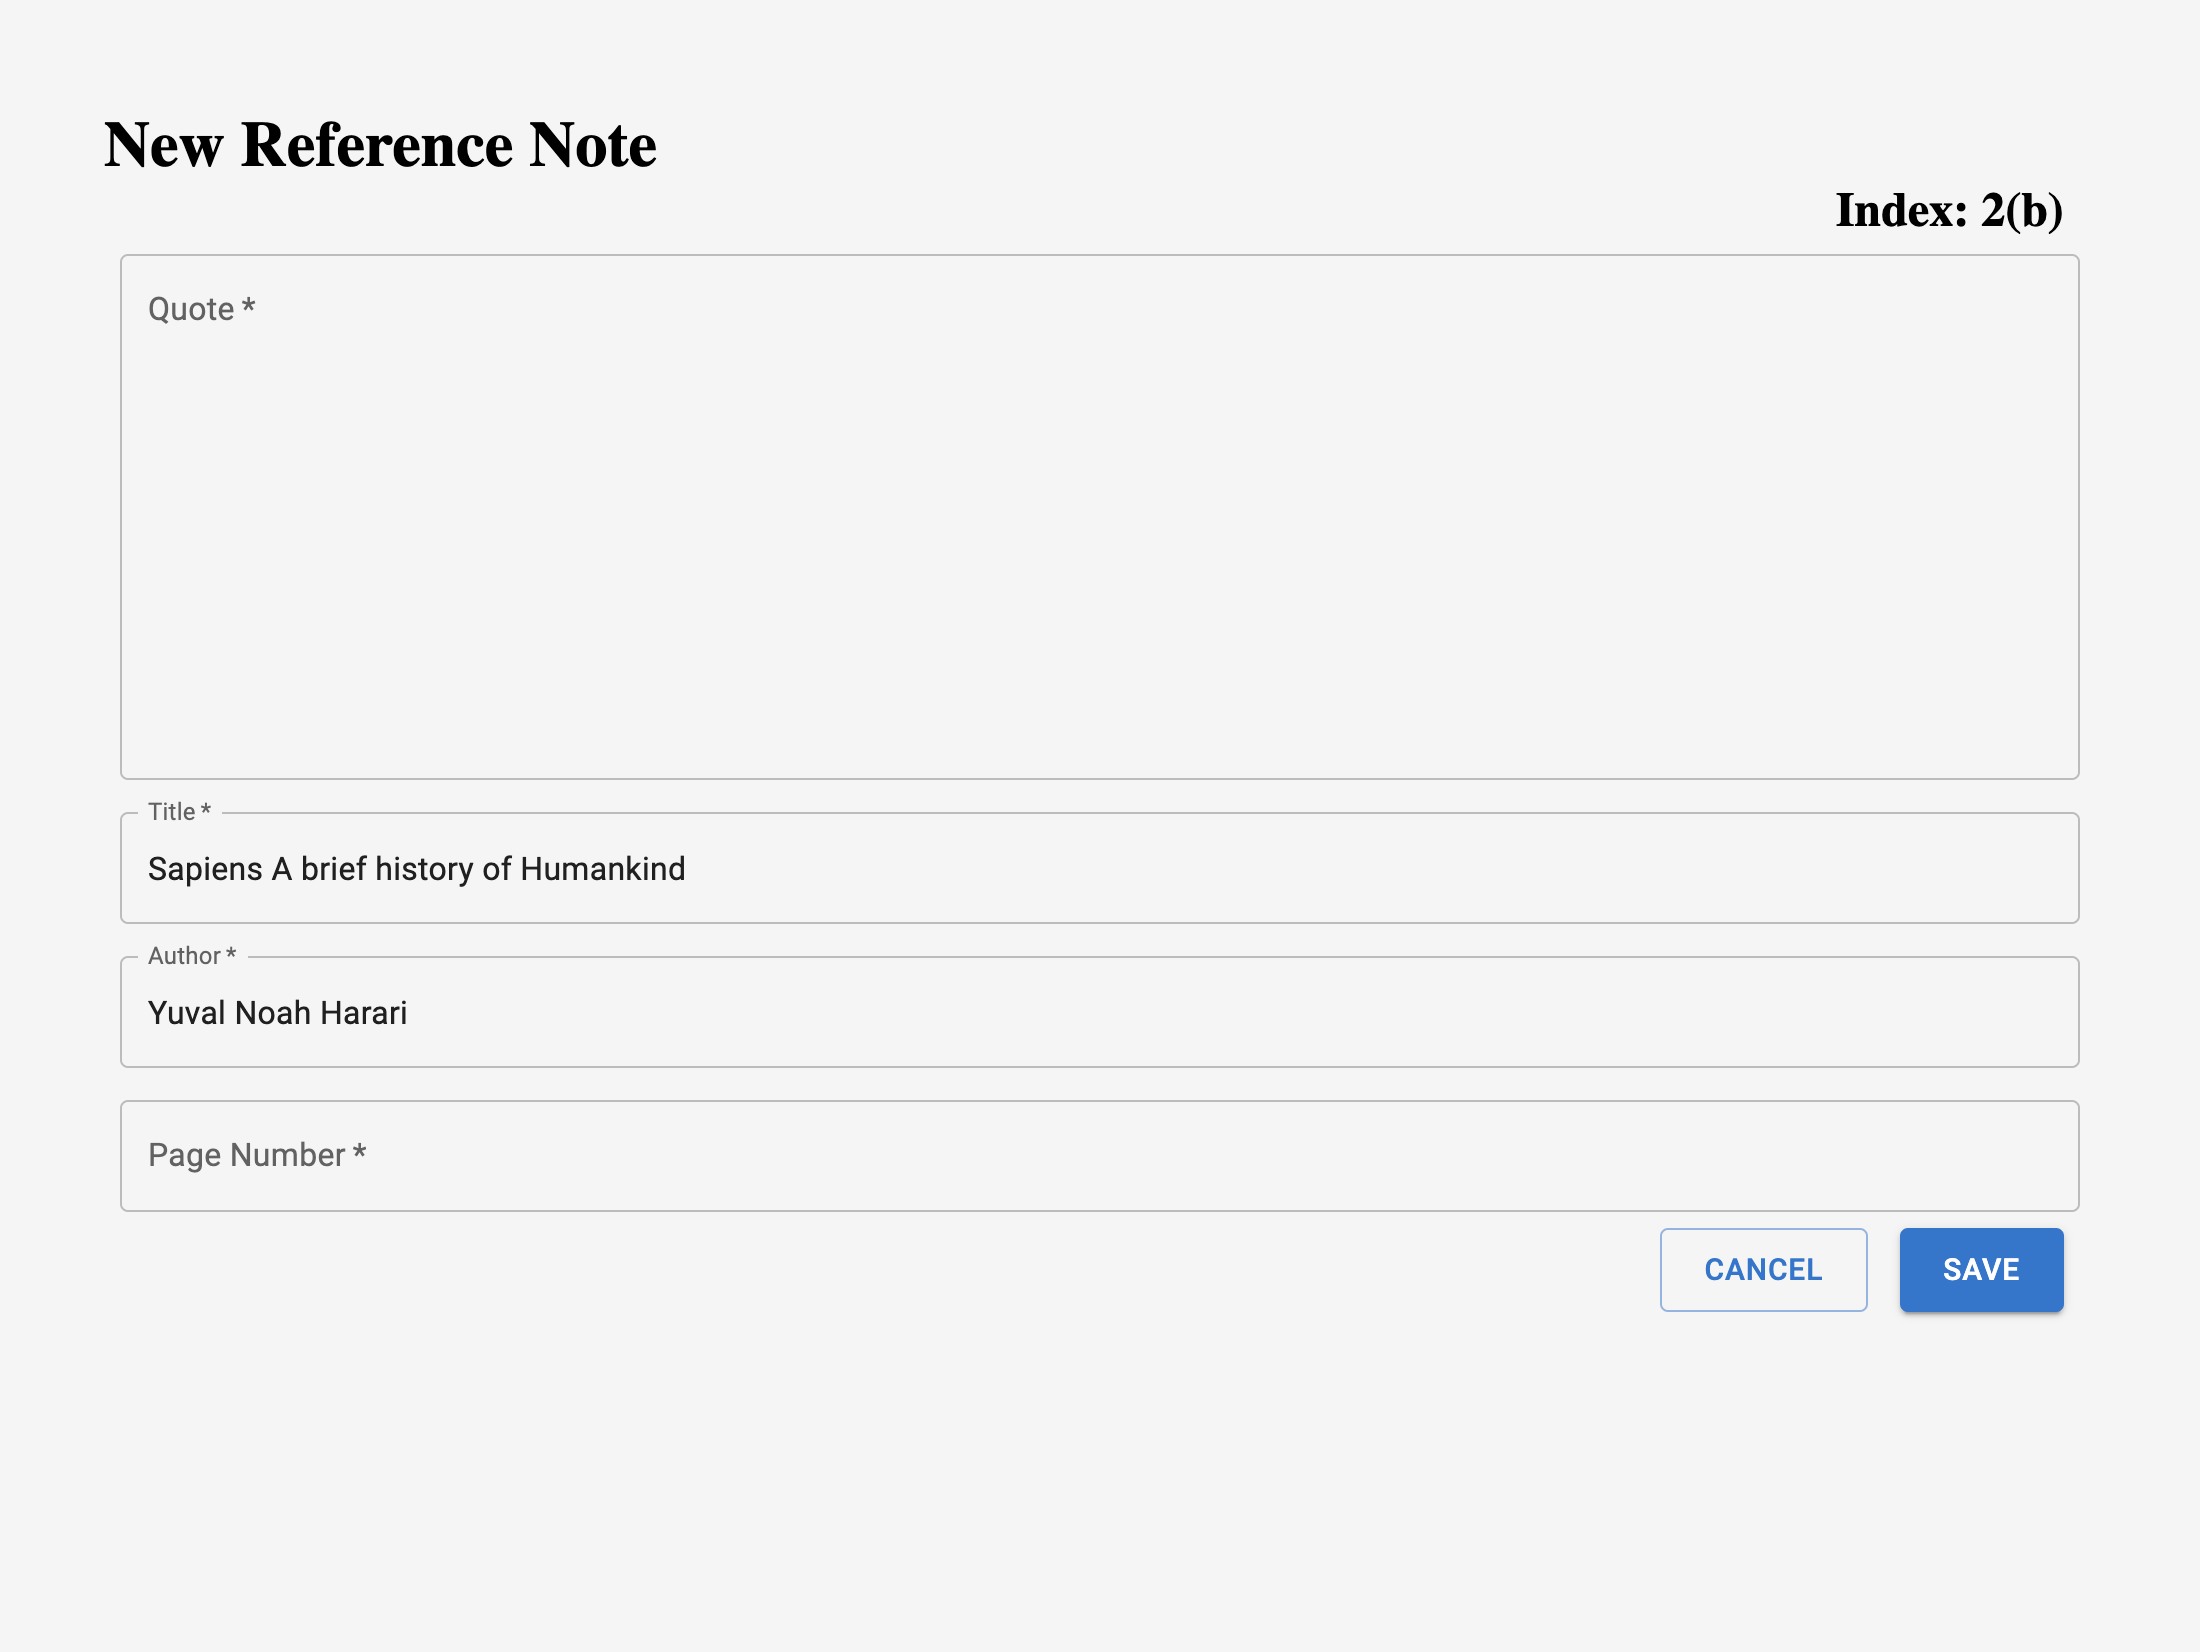 New Reference Note
Index: 2(b)
Quote *
Title *
Sapiens A brief history of Humankind
Author *
Yuval Noah Harari
Page Number *
CANCEL SAVE